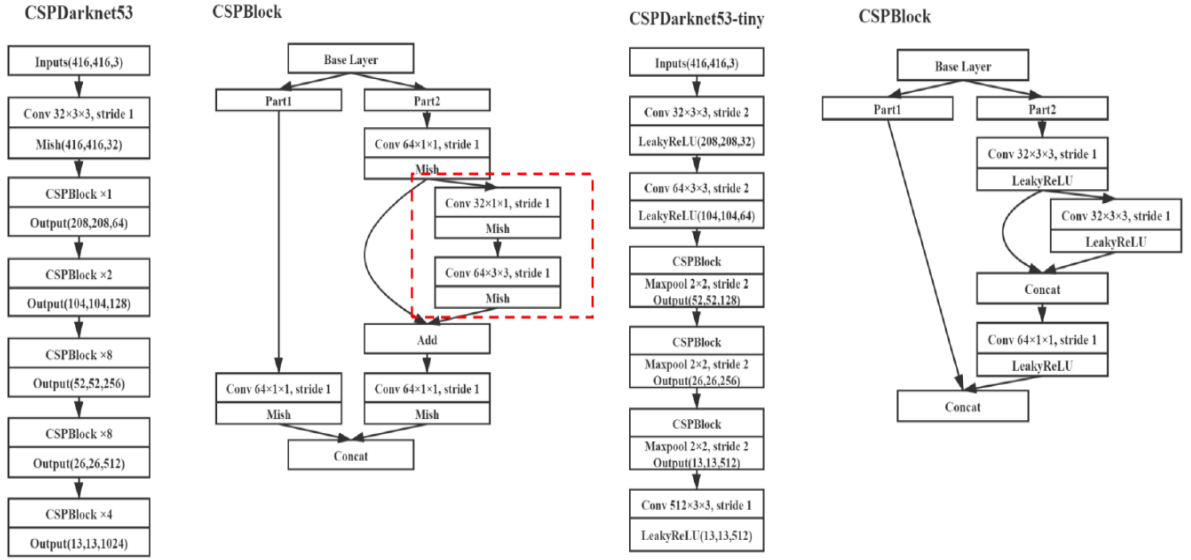 CSPDarknet53
Inputs(416,416,3)
Conv 32×3×3, stride 1
Mish(416,416,32)
CSPBlock ×1
Output(208,208,64)
CSPBlock ×2
Output(104,104,128)
CSPBlock ×8
Output(52,52,256)
CSPBlock ×8
Output(26,26,512)
CSPBlock ×4
Output(13,13,1024)
CSPBlock
Base Layer
Part1
Part2
Conv 64×1×1, stride 1
Mish
Conv 32×1×1, stride 1
Mish
Conv 64×3×3, stride 1
Mish
Add
Conv 64×1×1, stride 1
Mish
Conv 64×1×1, stride 1
Mish
Concat
CSPDarknet53-tiny
Inputs(416,416,3)
Conv 32×3×3, stride 2
LeakyReLU(208,208,32)
Conv 64×3×3, stride 2
LeakyReLU(104,104,64)
CSPBlock
Maxpool 2×2, stride 2
Output(52,52,128)
CSPBlock
Maxpool 2×2, stride 2
Output(26,26,256)
CSPBlock
Maxpool 2×2, stride 2
Output(13,13,512)
Conv 512×3×3, stride 1
LeakyReLU(13,13,512)
CSPBlock
Base Layer
Part1
Part2
Conv 32×3×3, stride 1
LeakyReLU
Conv 32×3×3, stride 1
LeakyReLU
Concat
Conv 64×1×1, stride 1
LeakyReLU
Concat